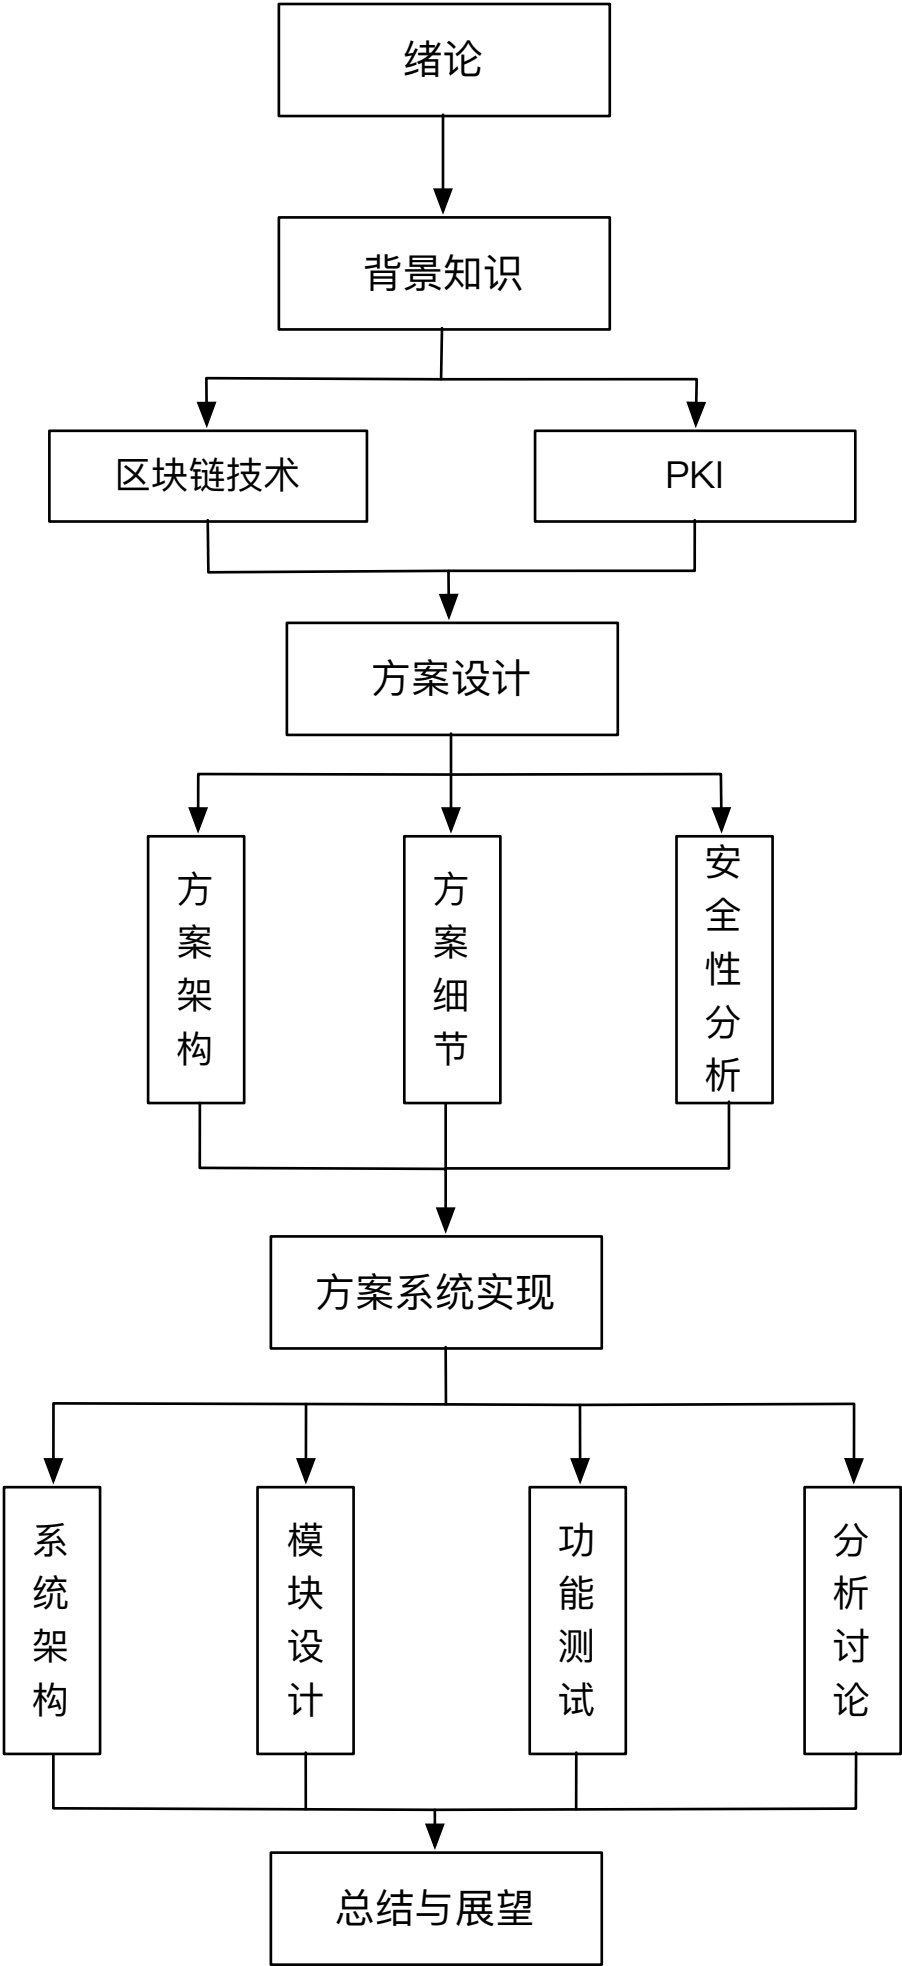 绪论
背景知识
区块链技术
PKI
方案设计
方案架构
方案细节
安全性分析
方案系统实现
系统架构
模块设计
功能测试
分析讨论
总结与展望